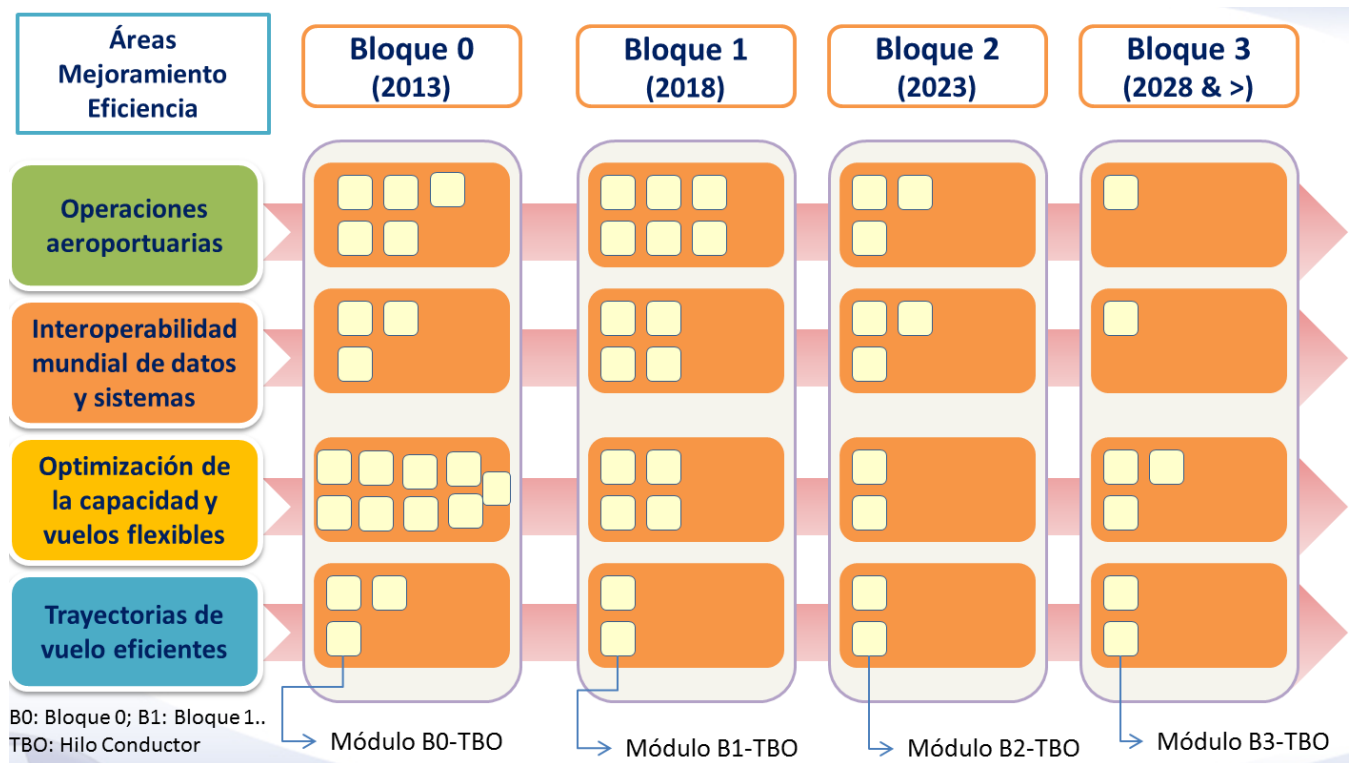 Áreas
Mejoramiento
Eficiencia
Bloque 0
(2013)
Bloque 1
(2018)
Bloque 2
(2023)
Bloque 3
(2028 & >)
Operaciones
aeroportuarias
Interoperabilidad
mundial de datos
y sistemas
Optimización de
la capacidad y
vuelos flexibles
Trayectorias de
vuelo eficientes
B0: Bloque 0; B1: Bloque 1..
TBO: Hilo Conductor
Módulo B0-TBO
Módulo B1-TBO
Módulo B2-TBO
Módulo B3-TBO